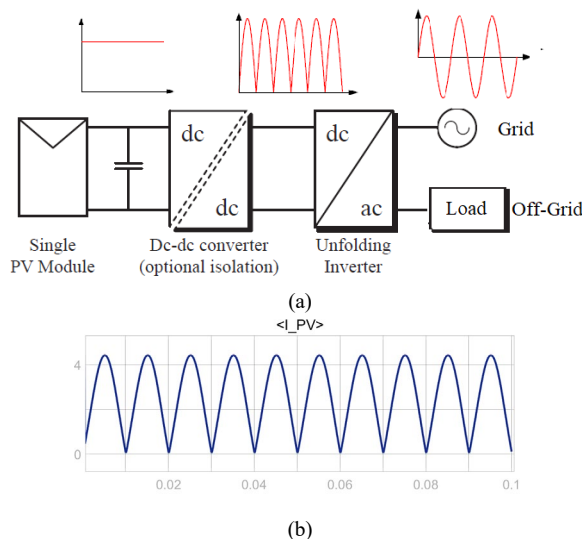 dc
dc
dc
ac
Grid
Load
Off-Grid
Single
PV Module
Dc-dc converter
(optional isolation)
Unfolding
Inverter
(a)
<I_PV>
4
0
0.02
0.04
0.06
0.08
0.1
(b)